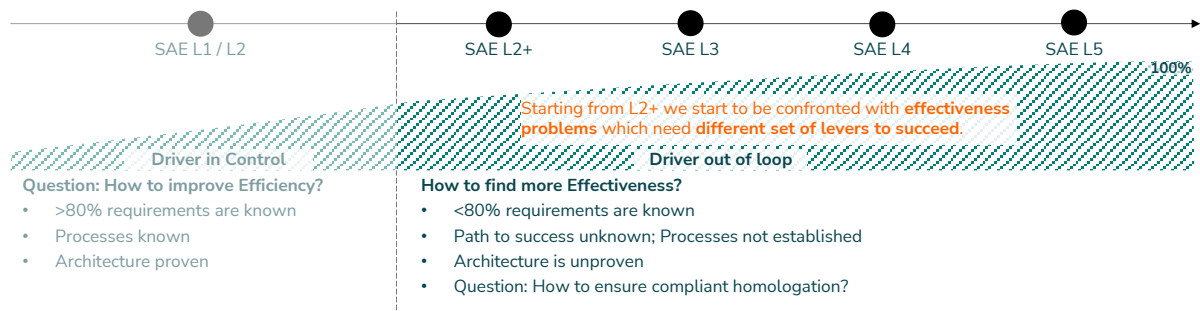 SAE L1 / L2
SAE L2+
SAE L3
SAE L4
SAE L5
100%
Starting from L2+ we start to be confronted with effectiveness
problems which need different set of levers to succeed.
Driver in Control
Driver out of loop
Question: How to improve Efficiency?
• >80% requirements are known
• Processes known
• Architecture proven
How to find more Effectiveness?
• <80% requirements are known
• Path to success unknown; Processes not established
• Architecture is unproven
• Question: How to ensure compliant homologation?